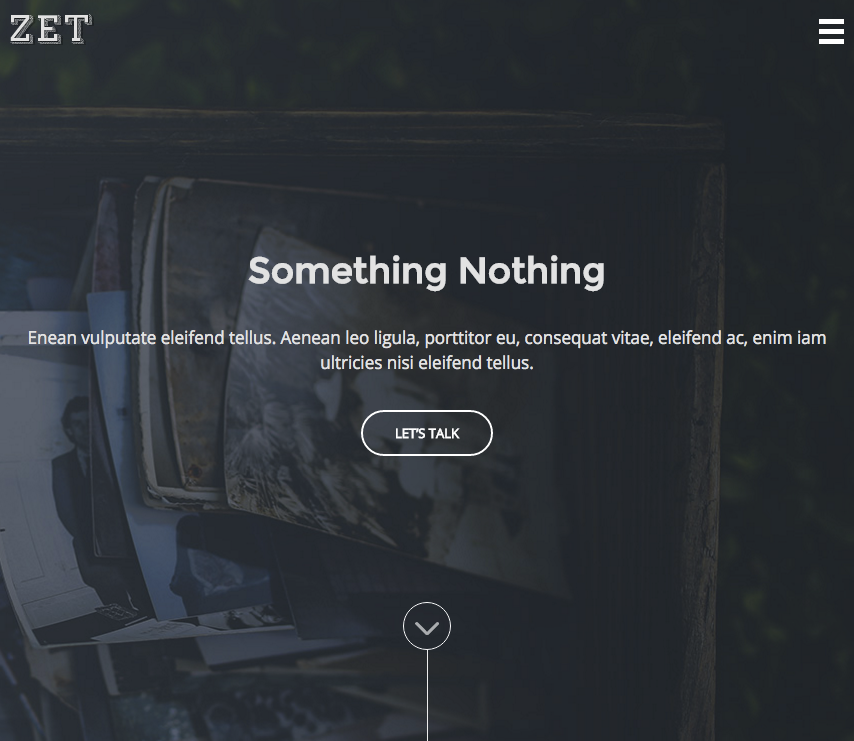 ZET
Something Nothing
Enean vulputate eleifend tellus. Aenean leo ligula, porttitor eu, consequat vitae, eleifend ac, enim iam
ultricies nisi eleifend tellus.
LET'S TALK